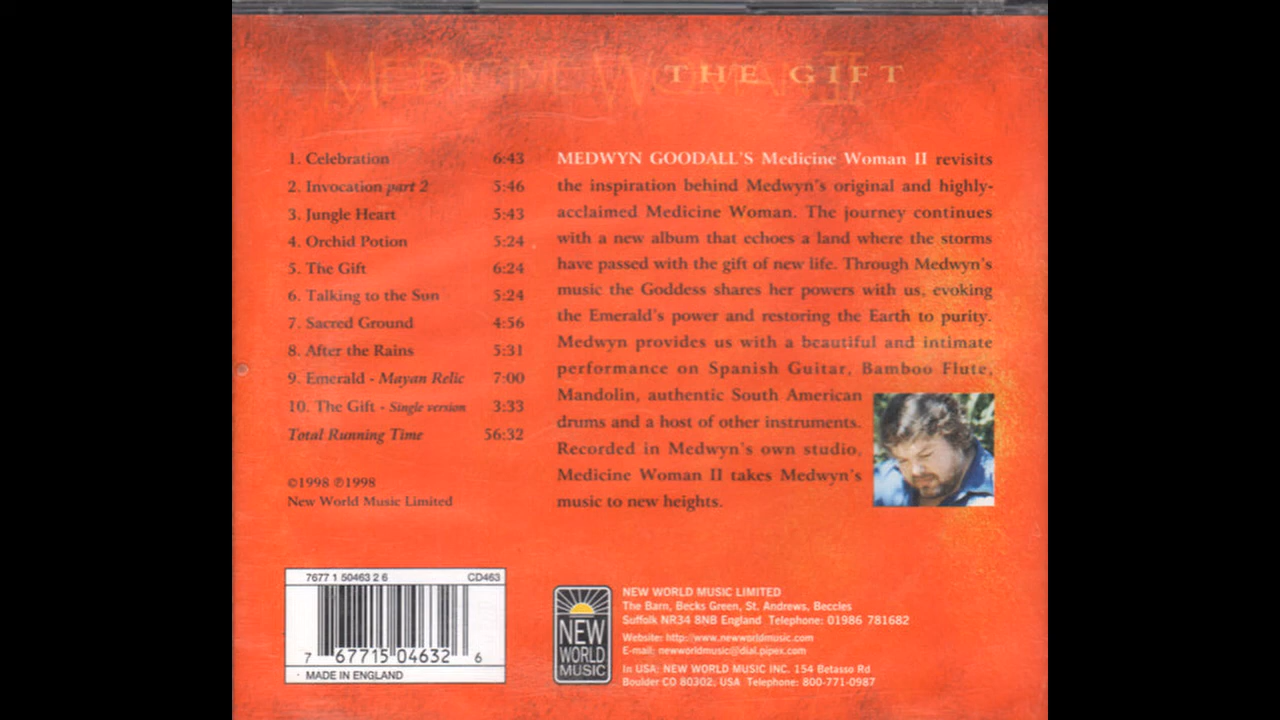 MEDICINE WOMAN II
THE GIFT
1. Celebration 6:43
2. Invocation part 2 5:46
3. Jungle Heart 5:43
4. Orchid Potion 5:24
5. The Gift 6:24
6. Talking to the Sun 5:24
7. Sacred Ground 4:56
8. After the Rains 5:31
9. Emerald - Mayan Relic 7:00
10. The Gift - Single version 3:33
Total Running Time 56:32
©1998 ℗1998
New World Music Limited
MEDWYN GOODALL'S Medicine Woman II revisits
the inspiration behind Medwyn's original and highly-
acclaimed Medicine Woman. The journey continues
with a new album that echoes a land where the storms
have passed with the gift of new life. Through Medwyn's
music the Goddess shares her powers with us, evoking
the Emerald's power and restoring the Earth to purity.
Medwyn provides us with a beautiful and intimate
performance on Spanish Guitar, Bamboo Flute,
Mandolin, authentic South American
drums and a host of other instruments.
Recorded in Medwyn's own studio,
Medicine Woman II takes Medwyn's
music to new heights.
7677 1 50463 2 6 CD463
7 67715 04632 6
· MADE IN ENGLAND
NEW
WORLD
MUSIC
NEW WORLD MUSIC LIMITED
The Barn, Becks Green, St. Andrews, Beccles
Suffolk NR34 8NB England Telephone: 01986 781682
Website: http://www.newworldmusic.com
E-mail: newworldmusic@dial.pipex.com
In USA: NEW WORLD MUSIC INC. 154 Betasso Rd
Boulder CO 80302, USA Telephone: 800-771-0987